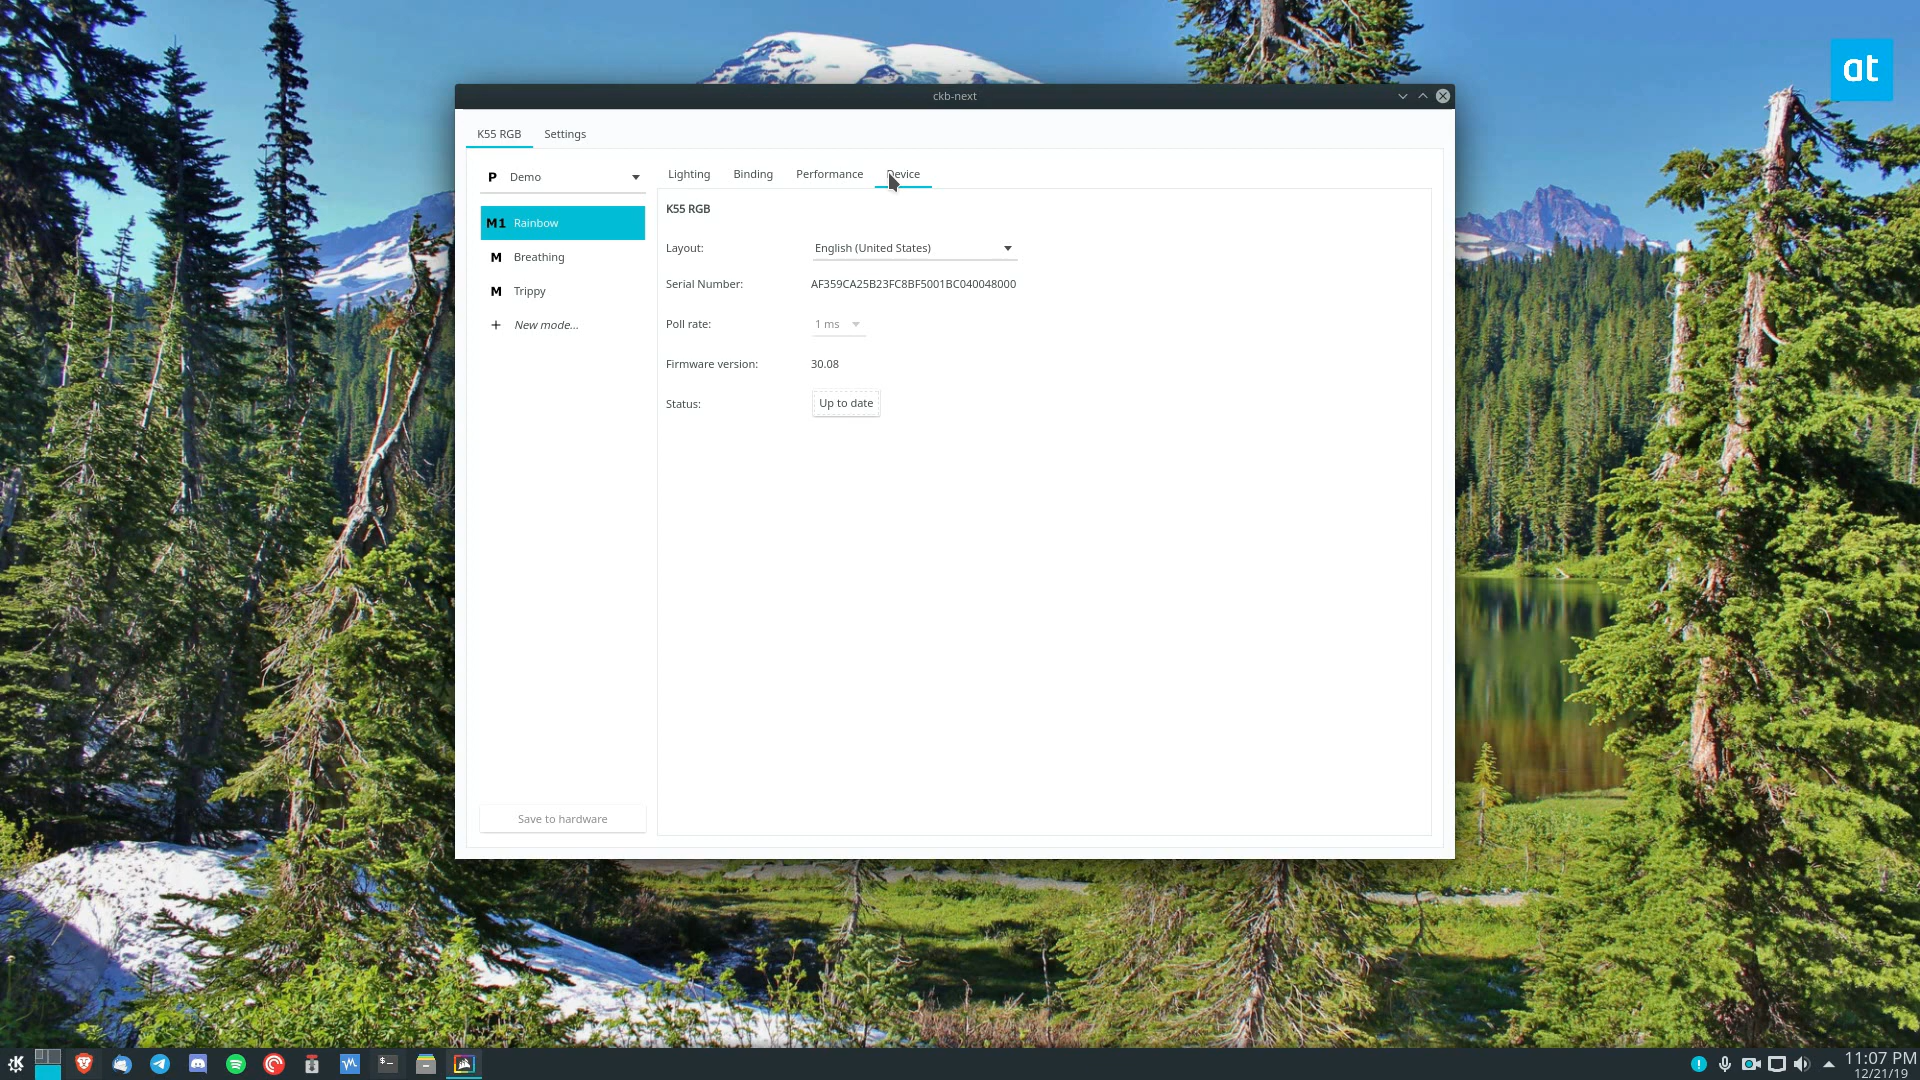 at
ckb-next
K55 RGB Settings
P Demo
Lighting Binding Performance Device
M1 Rainbow
M Breathing
M Trippy
+ New mode...
K55 RGB
Layout: English (United States)
Serial Number: AF359CA25B23FC8BF5001BC040048000
Poll rate: 1 ms
Firmware version: 30.08
Status: Up to date
Save to hardware
11:07 PM
12/21/19